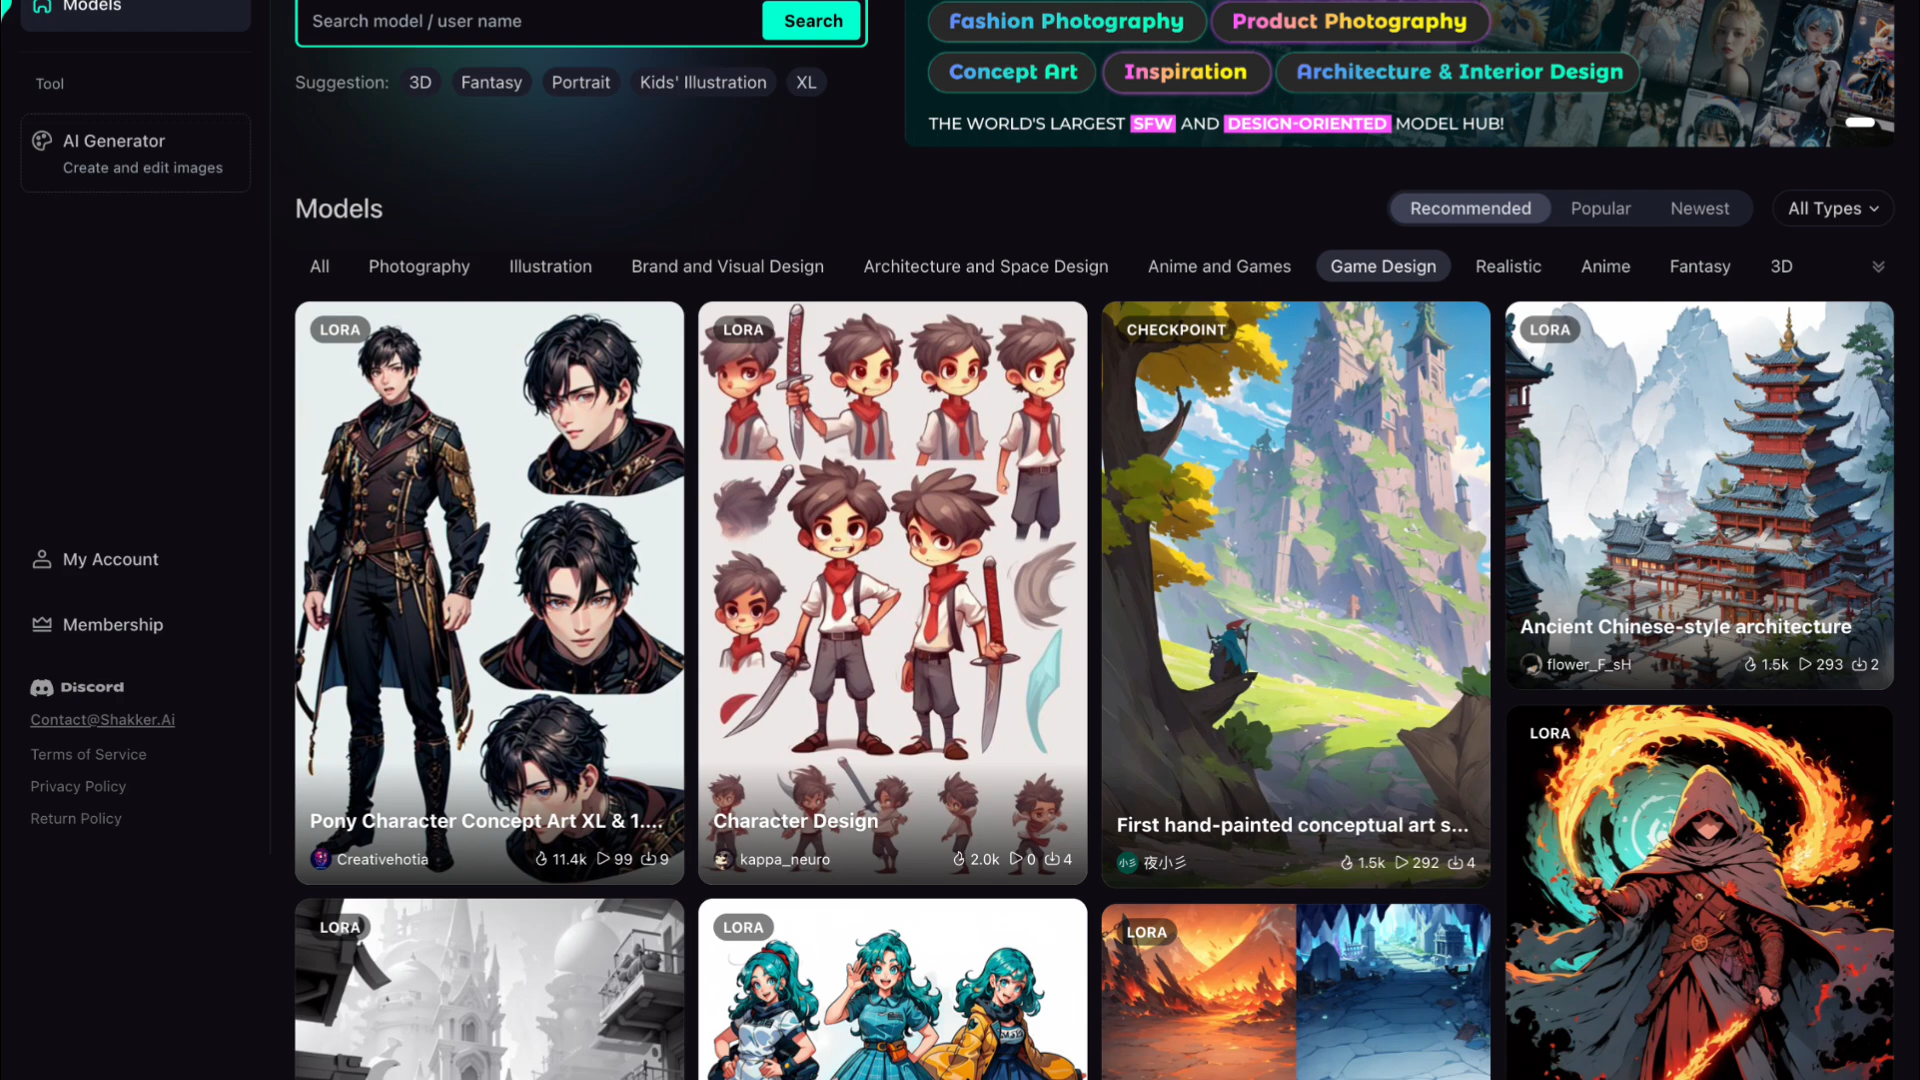 Models
Search model / user name
Search
Suggestion: 3D Fantasy Portrait Kids' Illustration XL
Fashion Photography Product Photography
Concept Art Inspiration Architecture & Interior Design
THE WORLD'S LARGEST SFW AND DESIGN-ORIENTED MODEL HUB!
Tool
AI Generator
Create and edit images
My Account
Membership
Discord
Contact@Shakker.Ai
Terms of Service
Privacy Policy
Return Policy
Models
Recommended Popular Newest All Types
All Photography Illustration Brand and Visual Design Architecture and Space Design Anime and Games Game Design Realistic Anime Fantasy 3D
LORA
Pony Character Concept Art XL & 1....
Creativehotia 11.4k 99 9
LORA
Character Design
kappa_neuro 2.0k 0 4
CHECKPOINT
First hand-painted conceptual art s...
小彡 夜小彡 1.5k 292 4
LORA
Ancient Chinese-style architecture
flower_F_sH 1.5k 293 2
LORA
LORA
LORA
LORA